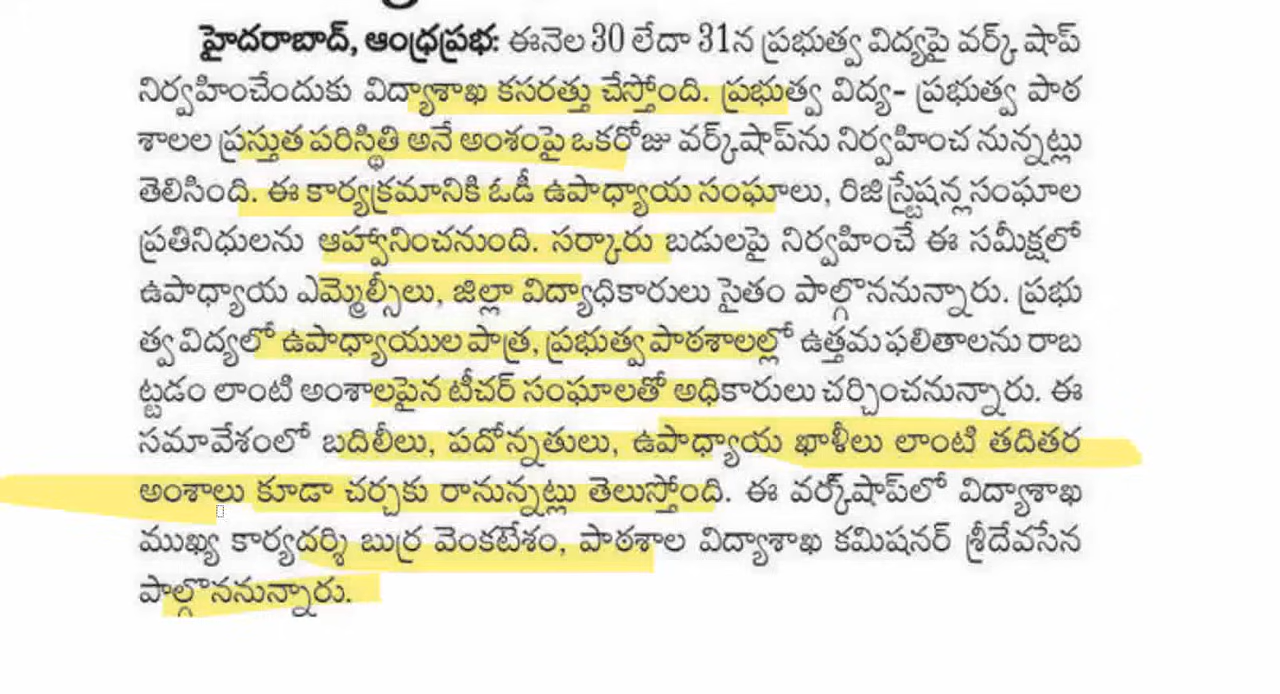 హైదరాబాద్, ఆంధ్రప్రభ: ఈనెల 30 లేదా 31న ప్రభుత్వ విద్యపై వర్క్ షాప్
నిర్వహించేందుకు విద్యాశాఖ కసరత్తు చేస్తోంది. ప్రభుత్వ విద్య- ప్రభుత్వ పాఠ
శాలల ప్రస్తుత పరిస్థితి అనే అంశంపై ఒకరోజు వర్క్‌షాప్‌ను నిర్వహించ నున్నట్లు
తెలిసింది. ఈ కార్యక్రమానికి ఓడీ ఉపాధ్యాయ సంఘాలు, రిజిస్ట్రేషన్ల సంఘాల
ప్రతినిధులను ఆహ్వానించనుంది. సర్కారు బడులపై నిర్వహించే ఈ సమీక్షలో
ఉపాధ్యాయ ఎమ్మెల్సీలు, జిల్లా విద్యాధికారులు సైతం పాల్గొననున్నారు. ప్రభు
త్వ విద్యలో ఉపాధ్యాయుల పాత్ర, ప్రభుత్వ పాఠశాలల్లో ఉత్తమ ఫలితాలను రాబ
ట్టడం లాంటి అంశాలపైన టీచర్ సంఘాలతో అధికారులు చర్చించనున్నారు. ఈ
సమావేశంలో బదిలీలు, పదోన్నతులు, ఉపాధ్యాయ ఖాళీలు లాంటి తదితర
అంశాలు కూడా చర్చకు రానున్నట్లు తెలుస్తోంది. ఈ వర్క్‌షాప్‌లో విద్యాశాఖ
ముఖ్య కార్యదర్శి బుర్ర వెంకటేశం, పాఠశాల విద్యాశాఖ కమిషనర్ శ్రీదేవసేన
పాల్గొననున్నారు.